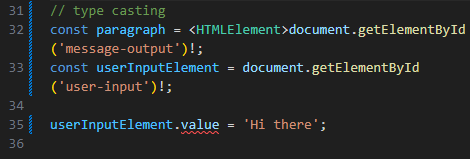 31 // type casting
32 const paragraph = <HTMLElement>document.getElementById
('message-output')!;
33 const userInputElement = document.getElementById
('user-input')!;
34
35 userInputElement.value = 'Hi there';
36